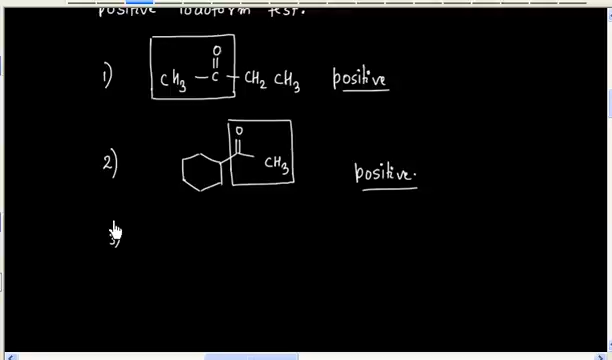 positive iodoform test.
1) CH3 — C — CH2 CH3 positive
O
2) CH3 positive.
O
3)